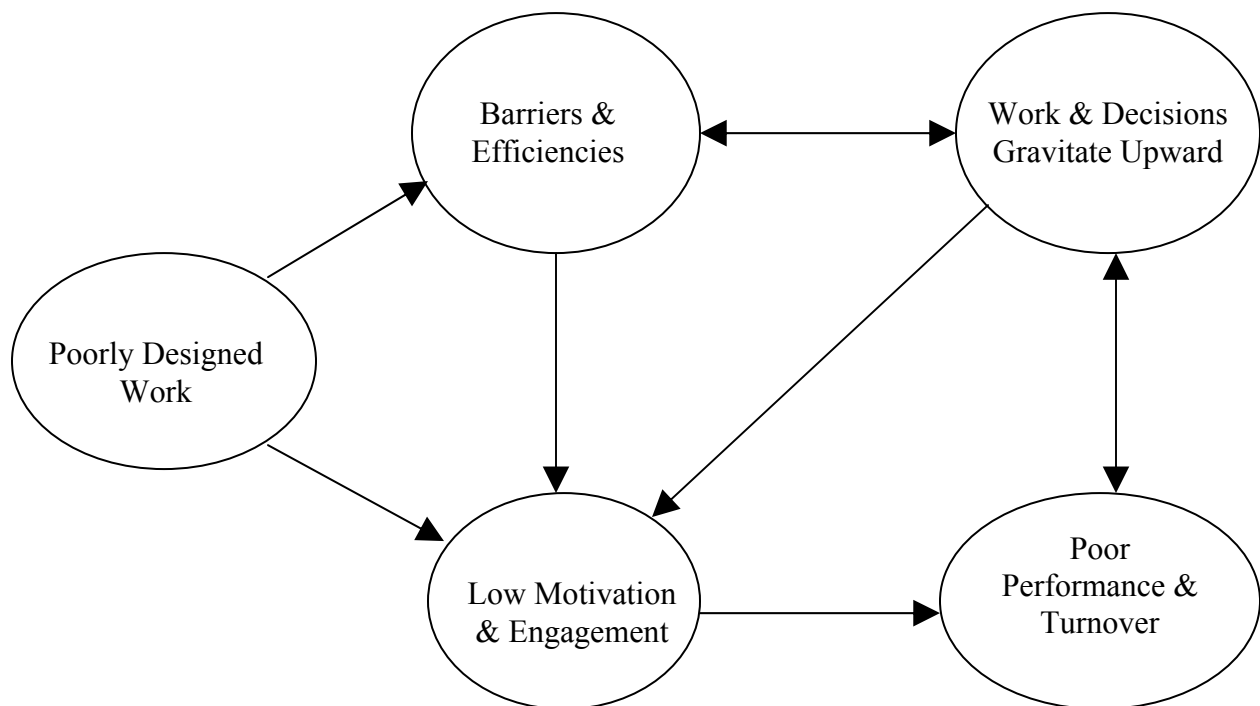 Barriers &
Efficiencies
Work & Decisions
Gravitate Upward
Poorly Designed
Work
Low Motivation
& Engagement
Poor
Performance &
Turnover